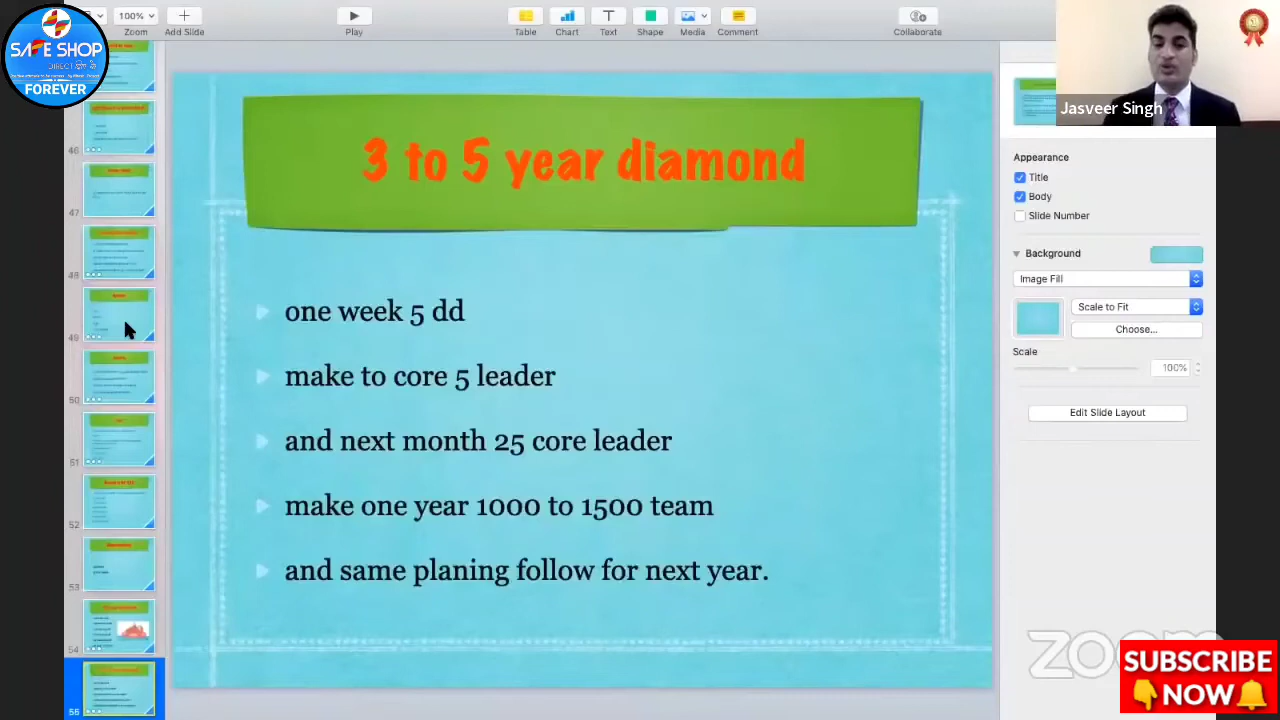 100%
Zoom
Add Slide
Play
Table
Chart
Text
Shape
Media
Comment
Collaborate
SAFE SHOP
DIRECT
FOREVER
Jasveer Singh
3 to 5 year diamond
one week 5 dd
make to core 5 leader
and next month 25 core leader
make one year 1000 to 1500 team
and same planing follow for next year.
46
47
48
49
50
51
52
53
54
Appearance
Title
Body
Slide Number
Background
Image Fill
Scale to Fit
Choose...
Scale
100%
Edit Slide Layout
zoom
SUBSCRIBE
NOW